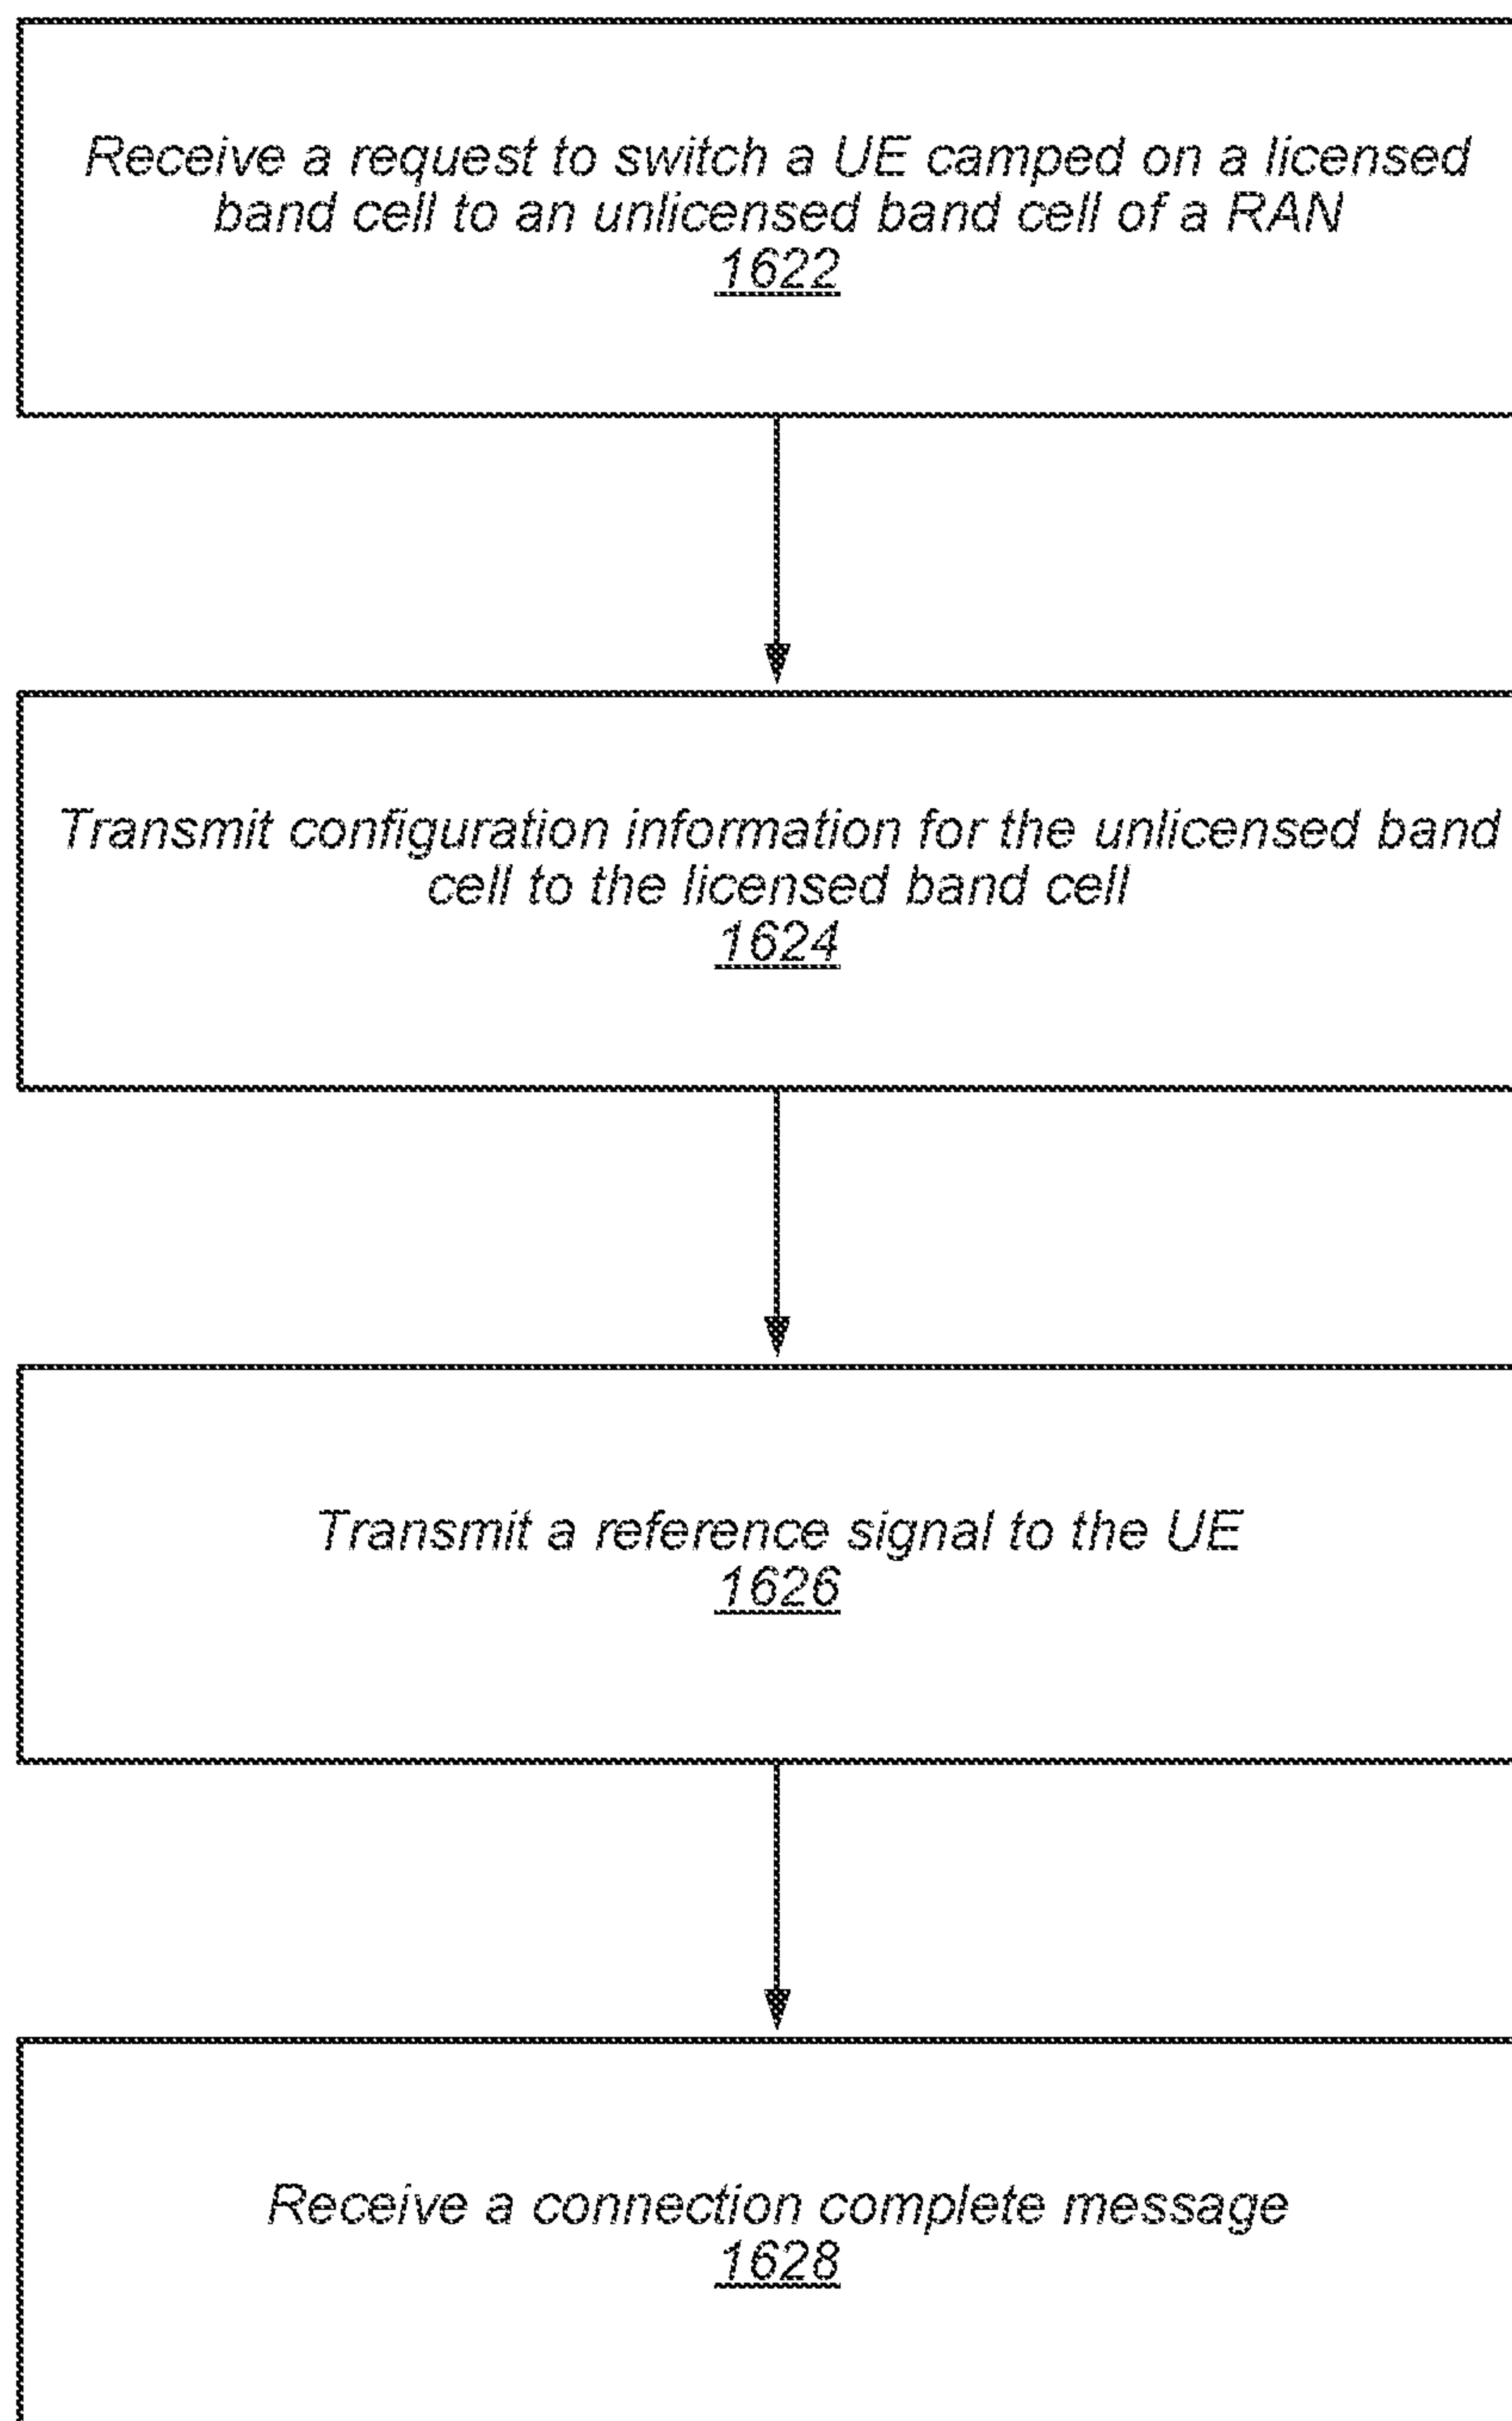 Receive a request to switch a UE camped on a licensed
band cell to an unlicensed band cell of a RAN
1622
Transmit configuration information for the unlicensed band
cell to the licensed band cell
1624
Transmit a reference signal to the UE
1626
Receive a connection complete message
1628